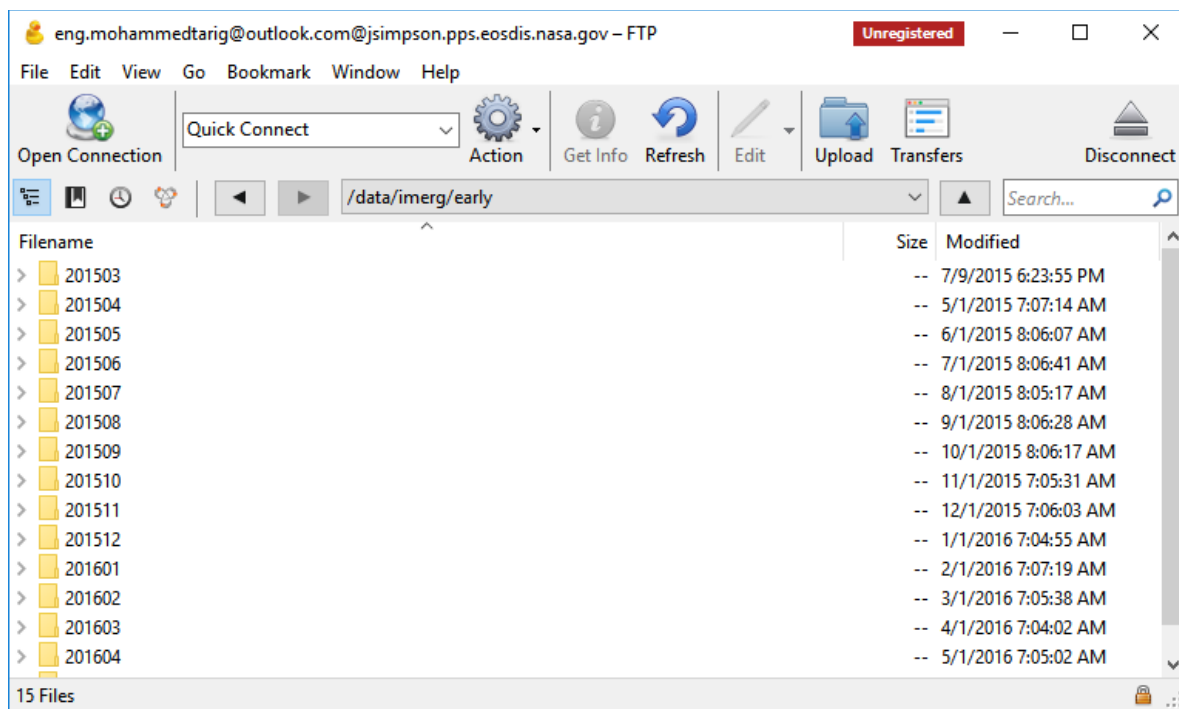 eng.mohammedtarig@outlook.com@jsimpson.pps.eosdis.nasa.gov – FTP Unregistered
File Edit View Go Bookmark Window Help
Open Connection Quick Connect Action Get Info Refresh Edit Upload Transfers Disconnect
/data/imerg/early Search...
Filename Size Modified
201503 -- 7/9/2015 6:23:55 PM
201504 -- 5/1/2015 7:07:14 AM
201505 -- 6/1/2015 8:06:07 AM
201506 -- 7/1/2015 8:06:41 AM
201507 -- 8/1/2015 8:05:17 AM
201508 -- 9/1/2015 8:06:28 AM
201509 -- 10/1/2015 8:06:17 AM
201510 -- 11/1/2015 7:05:31 AM
201511 -- 12/1/2015 7:06:03 AM
201512 -- 1/1/2016 7:04:55 AM
201601 -- 2/1/2016 7:07:19 AM
201602 -- 3/1/2016 7:05:38 AM
201603 -- 4/1/2016 7:04:02 AM
201604 -- 5/1/2016 7:05:02 AM
15 Files